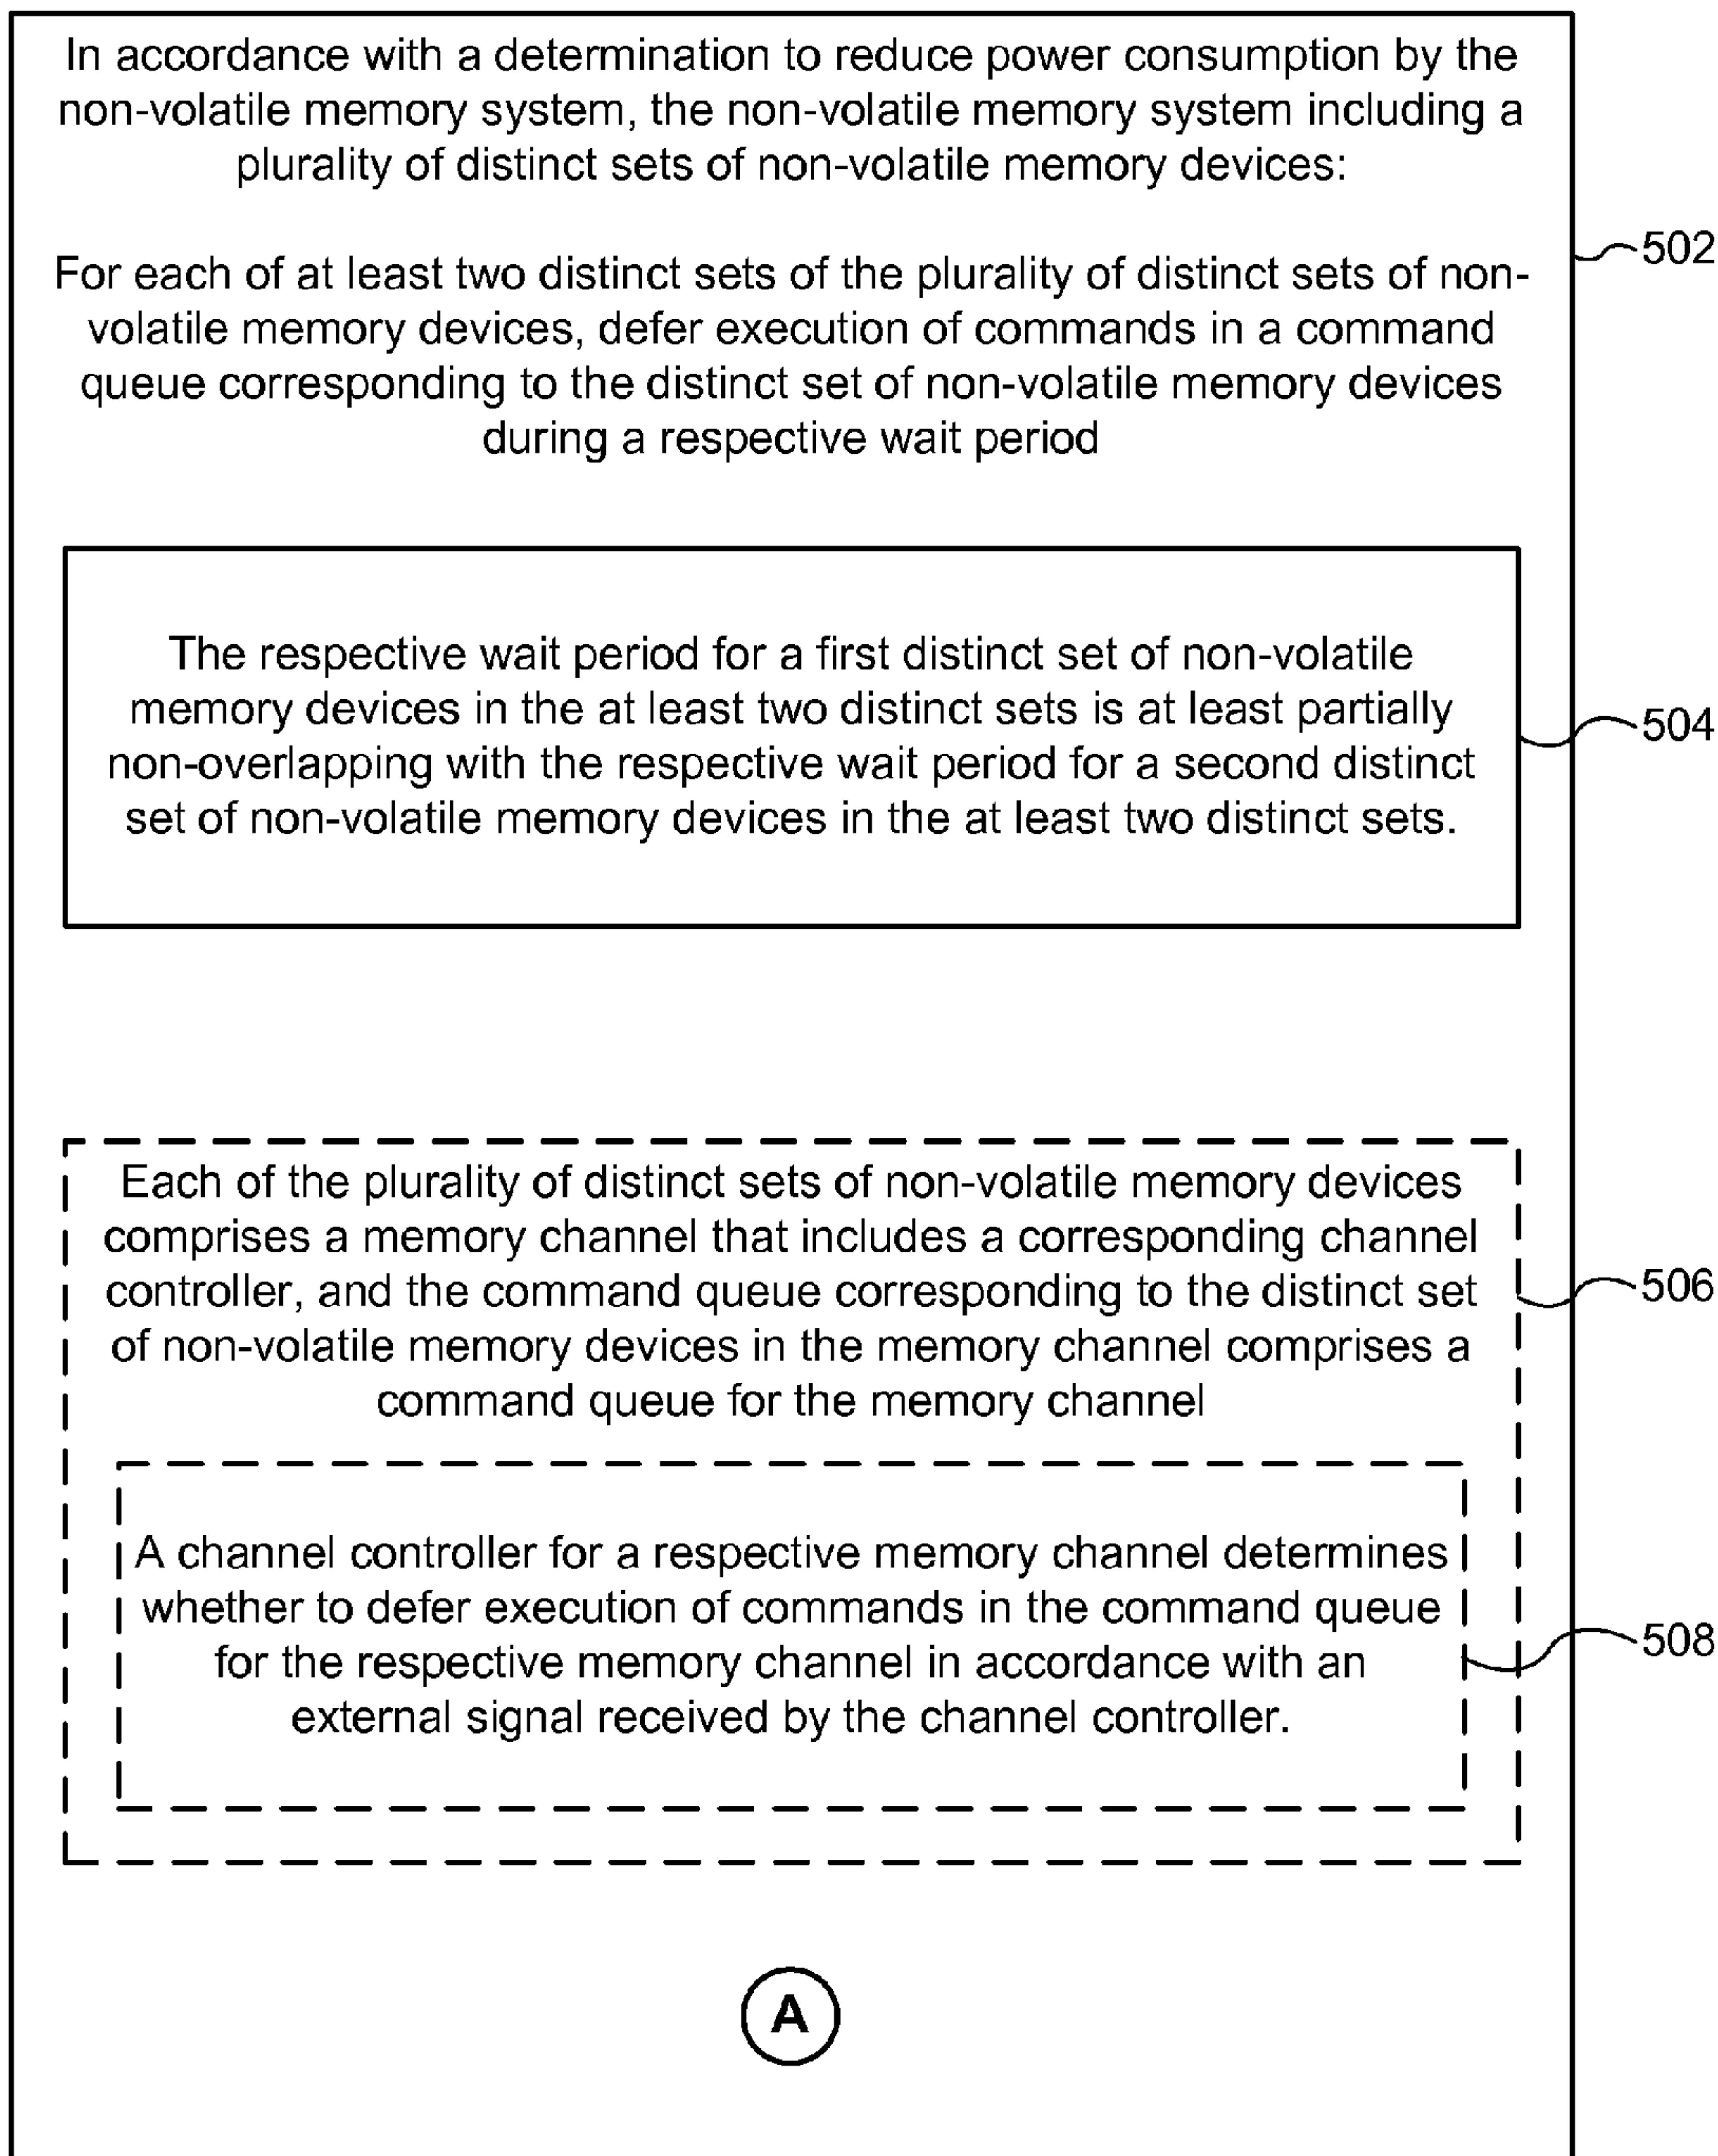 In accordance with a determination to reduce power consumption by the
non-volatile memory system, the non-volatile memory system including a
plurality of distinct sets of non-volatile memory devices:
For each of at least two distinct sets of the plurality of distinct sets of non-
volatile memory devices, defer execution of commands in a command
queue corresponding to the distinct set of non-volatile memory devices
during a respective wait period
502
The respective wait period for a first distinct set of non-volatile
memory devices in the at least two distinct sets is at least partially
non-overlapping with the respective wait period for a second distinct
set of non-volatile memory devices in the at least two distinct sets.
504
Each of the plurality of distinct sets of non-volatile memory devices
comprises a memory channel that includes a corresponding channel
controller, and the command queue corresponding to the distinct set
of non-volatile memory devices in the memory channel comprises a
command queue for the memory channel
506
A channel controller for a respective memory channel determines
whether to defer execution of commands in the command queue
for the respective memory channel in accordance with an
external signal received by the channel controller.
508
A